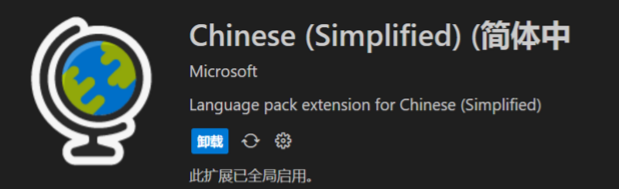 Chinese (Simplified) (简体中
Microsoft
Language pack extension for Chinese (Simplified)
卸载
此扩展已全局启用。